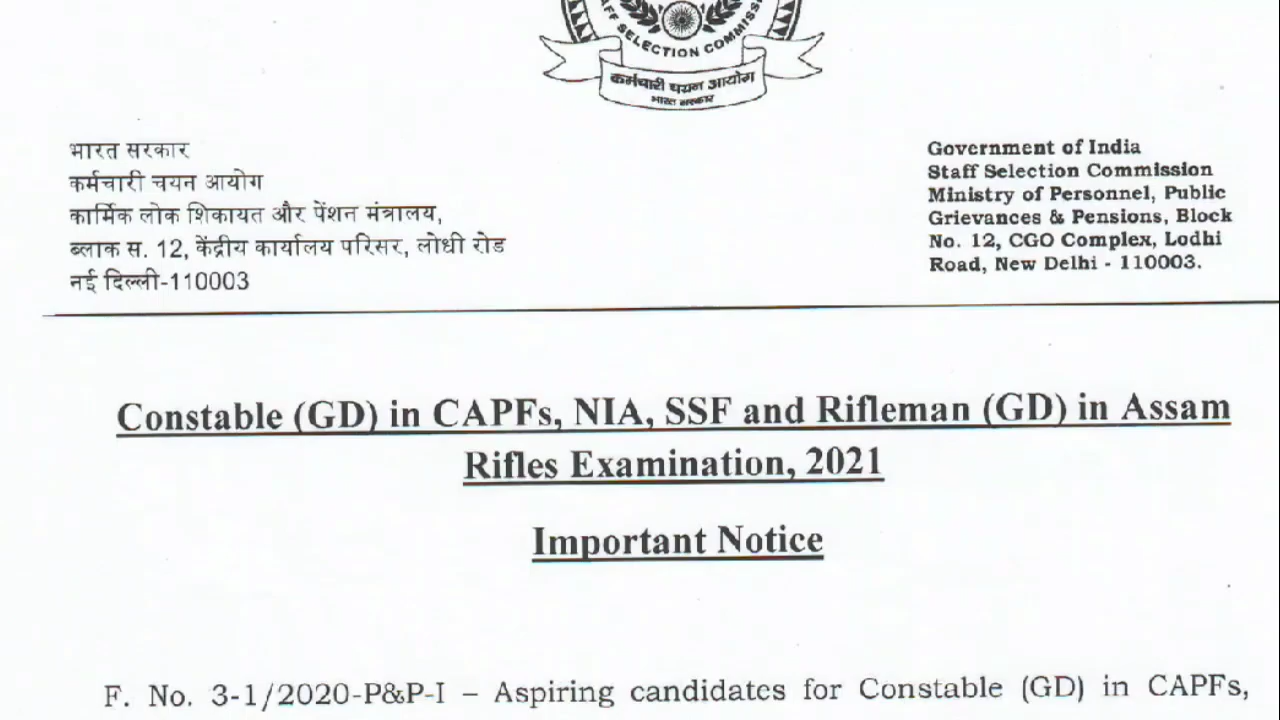 STAFF SELECTION COMMISSION
कर्मचारी चयन आयोग
भारत सरकार
भारत सरकार
कर्मचारी चयन आयोग
कार्मिक लोक शिकायत और पेंशन मंत्रालय,
ब्लाक स. 12, केंद्रीय कार्यालय परिसर, लोधी रोड
नई दिल्ली-110003
Government of India
Staff Selection Commission
Ministry of Personnel, Public
Grievances & Pensions, Block
No. 12, CGO Complex, Lodhi
Road, New Delhi - 110003.
Constable (GD) in CAPFs, NIA, SSF and Rifleman (GD) in Assam
Rifles Examination, 2021
Important Notice
F. No. 3-1/2020-P&P-I – Aspiring candidates for Constable (GD) in CAPFs,